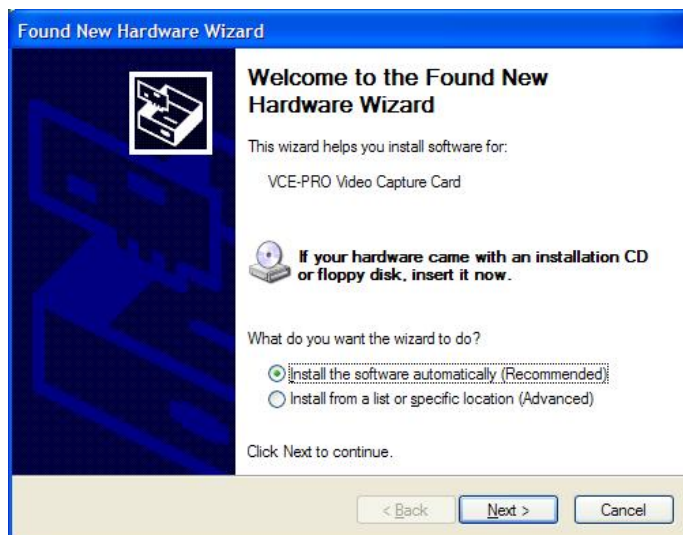 Found New Hardware Wizard
Welcome to the Found New
Hardware Wizard
This wizard helps you install software for:
VCE-PRO Video Capture Card
If your hardware came with an installation CD
or floppy disk, insert it now.
What do you want the wizard to do?
Install the software automatically (Recommended)
Install from a list or specific location (Advanced)
Click Next to continue.
< Back
Next >
Cancel